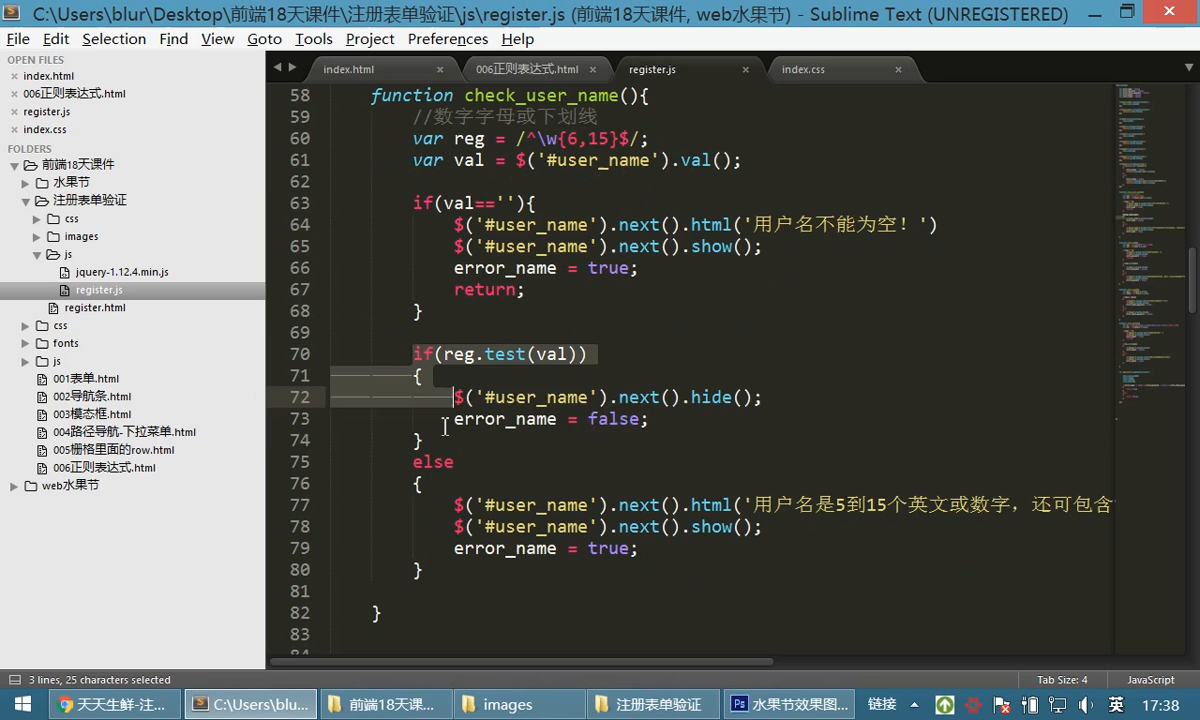 C:\Users\blur\Desktop\前端18天课件\注册表单验证\js\register.js (前端18天课件, web水果节) - Sublime Text (UNREGISTERED)
File Edit Selection Find View Goto Tools Project Preferences Help
OPEN FILES
index.html
006正则表达式.html
register.js
index.css
FOLDERS
前端18天课件
水果节
注册表单验证
css
images
js
jquery-1.12.4.min.js
register.js
register.html
css
fonts
js
001表单.html
002导航条.html
003模态框.html
004路径导航-下拉菜单.html
005栅格里面的row.html
006正则表达式.html
web水果节
index.html 006正则表达式.html register.js index.css
58 function check_user_name(){
59 //数字字母或下划线
60 var reg = /^\w{6,15}$/;
61 var val = $('#user_name').val();
62
63 if(val==''){
64 $('#user_name').next().html('用户名不能为空！')
65 $('#user_name').next().show();
66 error_name = true;
67 return;
68 }
69
70 if(reg.test(val))
71 {
72 $('#user_name').next().hide();
73 error_name = false;
74 }
75 else
76 {
77 $('#user_name').next().html('用户名是5到15个英文或数字，还可包含
78 $('#user_name').next().show();
79 error_name = true;
80 }
81
82 }
83
3 lines, 25 characters selected Tab Size: 4 JavaScript
天天生鲜-注... C:\Users\blu... 前端18天课... images 注册表单验证 水果节效果图... 链接 英 17:38